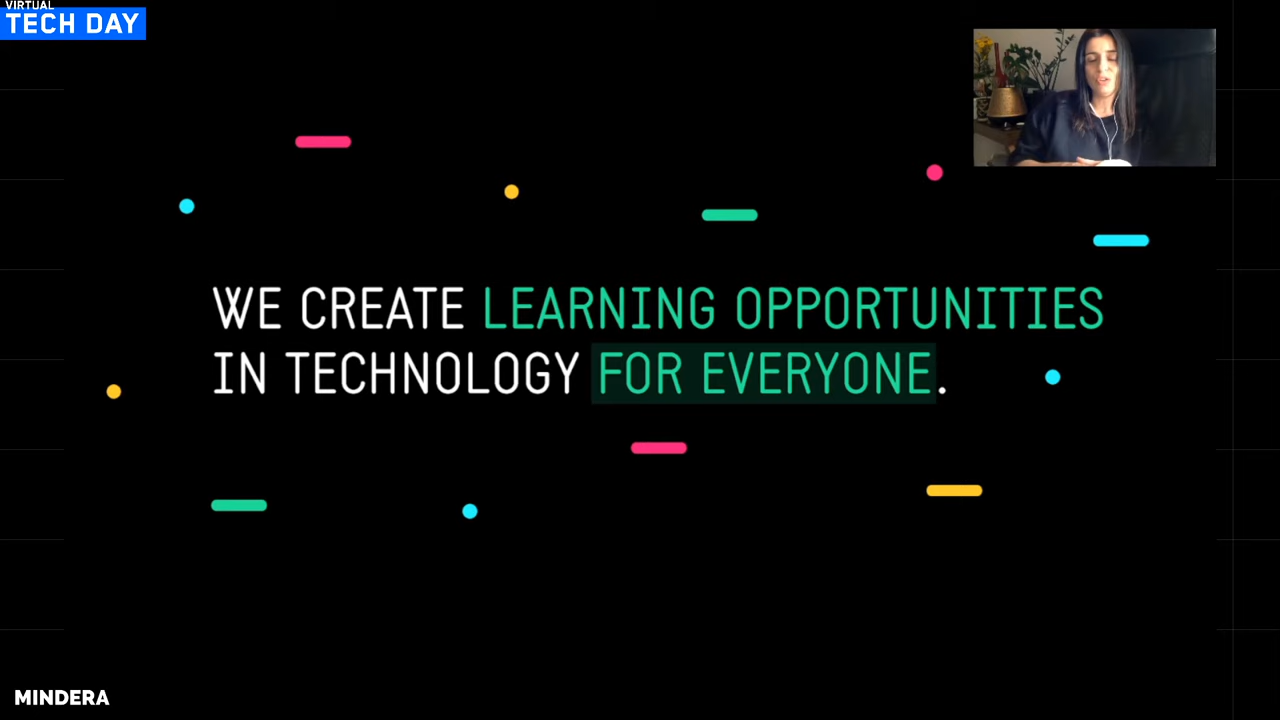 VIRTUAL
TECH DAY
WE CREATE LEARNING OPPORTUNITIES
IN TECHNOLOGY FOR EVERYONE.
MINDERA